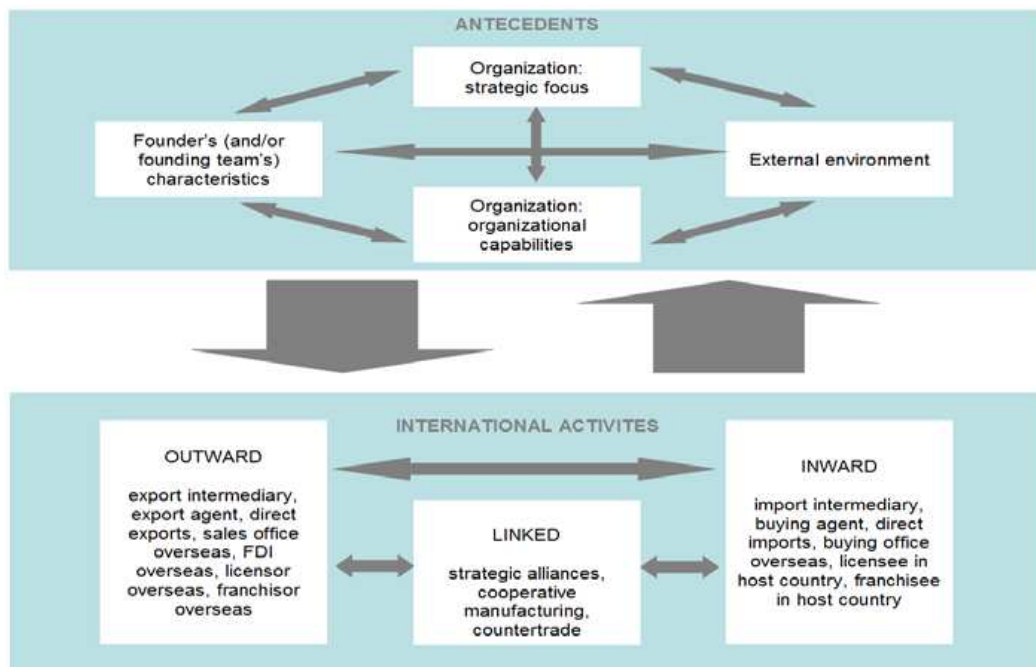 ANTECEDENTS
Organization:
strategic focus
Founder's (and/or
founding team's)
characteristics
External environment
Organization:
organizational
capabilities
INTERNATIONAL ACTIVITES
OUTWARD
export intermediary,
export agent, direct
exports, sales office
overseas, FDI
overseas, licensor
overseas, franchisor
overseas
LINKED
strategic alliances,
cooperative
manufacturing,
countertrade
INWARD
import intermediary,
buying agent, direct
imports, buying office
overseas, licensee in
host country, franchisee
in host country